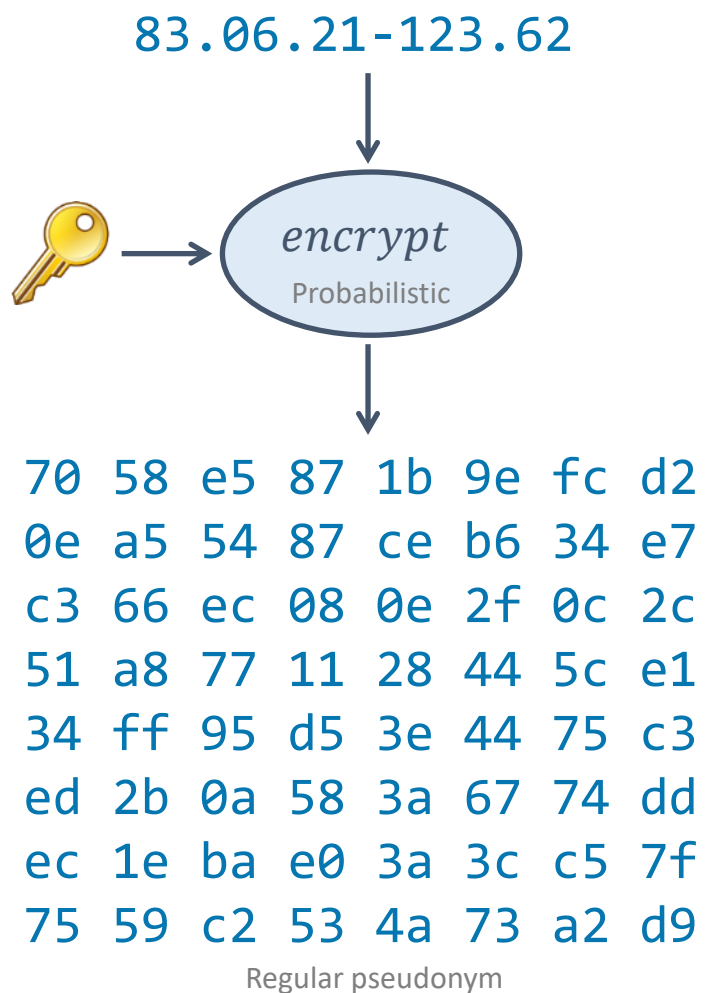 83.06.21-123.62
encrypt
Probabilistic
70 58 e5 87 1b 9e fc d2
0e a5 54 87 ce b6 34 e7
c3 66 ec 08 0e 2f 0c 2c
51 a8 77 11 28 44 5c e1
34 ff 95 d5 3e 44 75 c3
ed 2b 0a 58 3a 67 74 dd
ec 1e ba e0 3a 3c c5 7f
75 59 c2 53 4a 73 a2 d9
Regular pseudonym